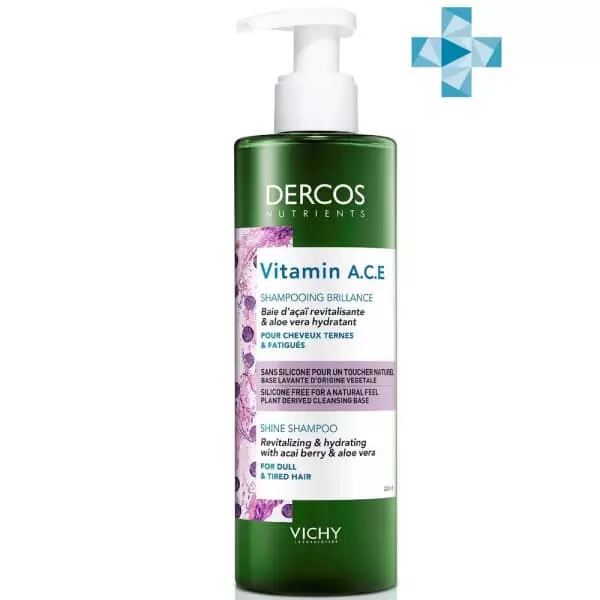 DERCOS
NUTRIENTS
Vitamin A.C.E
SHAMPOOING BRILLANCE
Baie d'açaï revitalisante
& aloe vera hydratant
POUR CHEVEUX TERNES
& FATIGUÉS
SANS SILICONE POUR UN TOUCHER NATUREL
BASE LAVANTE D'ORIGINE VEGETALE
SILICONE FREE FOR A NATURAL FEEL
PLANT DERIVED CLEANSING BASE
SHINE SHAMPOO
Revitalizing & hydrating
with acai berry & aloe vera
FOR DULL
& TIRED HAIR
VICHY
LABORATOIRES